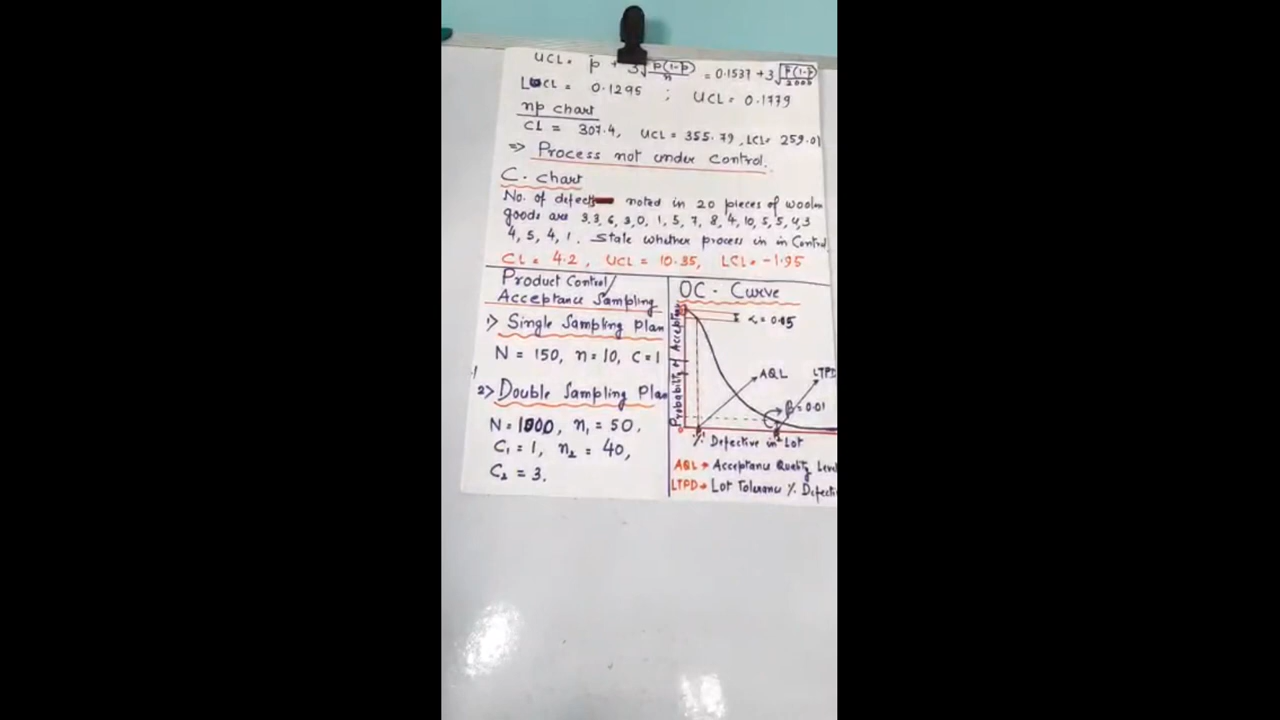 UCL = p̄ + 3√p̄(1-p̄)/n = 0.1537 + 3√p̄(1-p̄)/2000
LCL = 0.1295 ; UCL = 0.1779
np chart
CL = 307.4, UCL = 355.79, LCL= 259.01
=> Process not under Control.
C. chart
No. of defect noted in 20 pieces of woolen
goods are 3,3,6,3,0,1,5,7,8,4,10,5,5,4,3
4,5,4,1. State whether process in in Control
CL = 4.2, UCL = 10.35, LCL = -1.95
Product Control/
Acceptance Sampling
1> Single Sampling Plan
N = 150, n=10, C=1
2> Double Sampling Plan
N = 1000, n₁ = 50,
C₁ = 1, n₂ = 40,
C₂ = 3.
OC - Curve
α = 0.05
Probability of Acceptan
AQL
LTPD
β = 0.01
% Defective in Lot
AQL → Acceptance Quality Level
LTPD → Lot Tolerance % Defecti